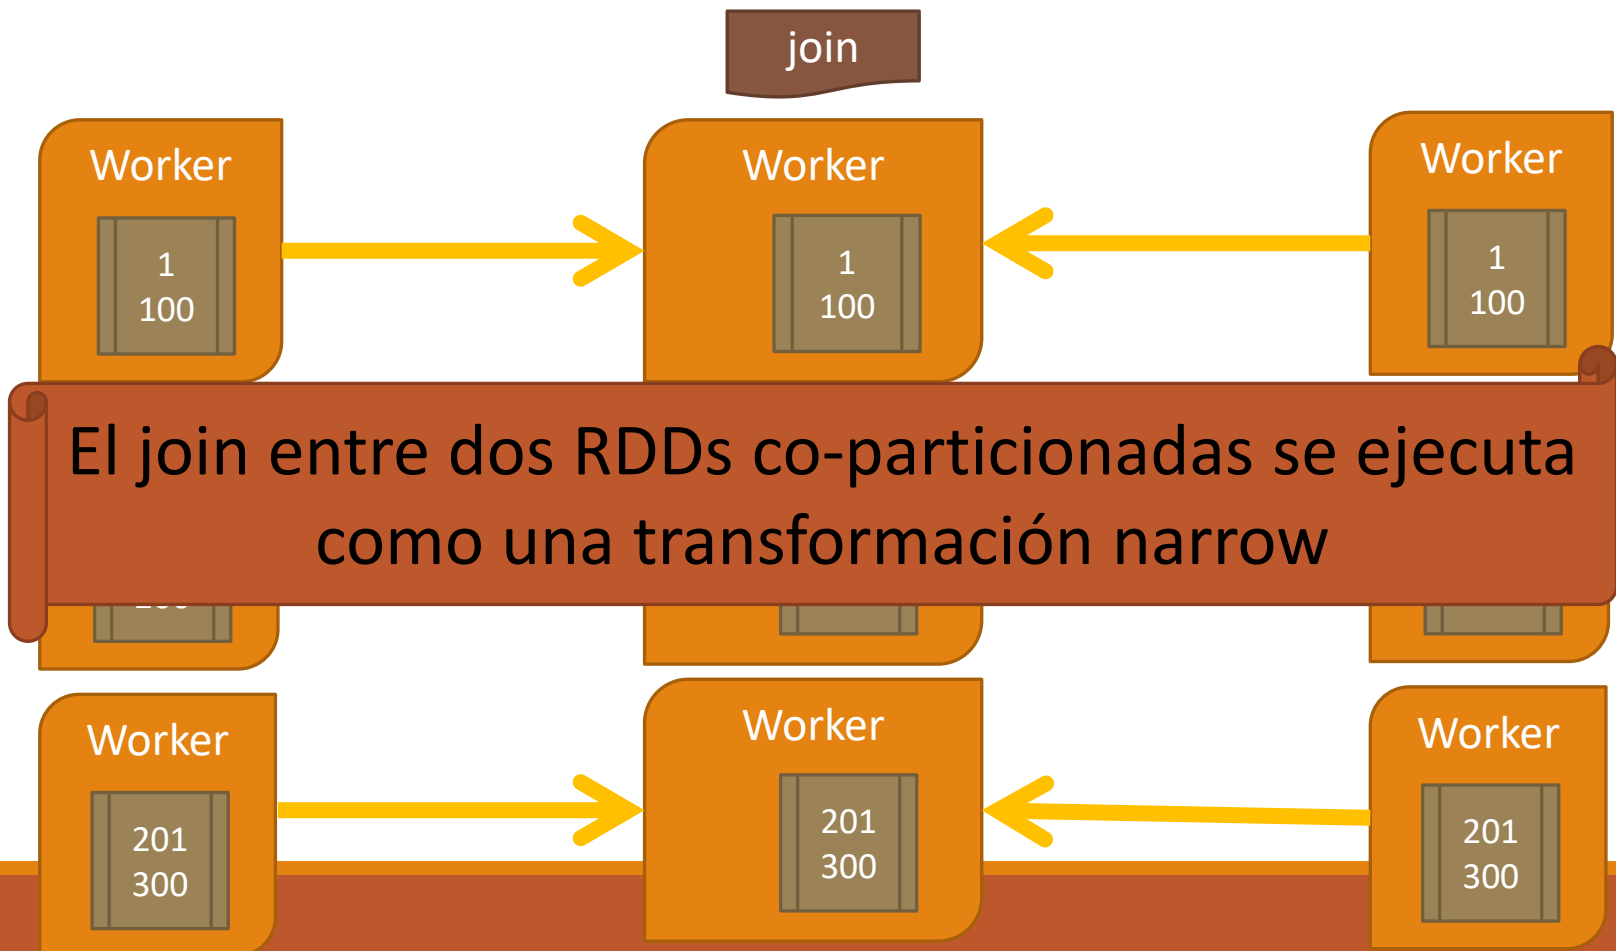 join
Worker
Worker
Worker
1
100
1
100
1
100
El join entre dos RDDs co-particionadas se ejecuta
como una transformación narrow
Worker
Worker
Worker
201
300
201
300
201
300